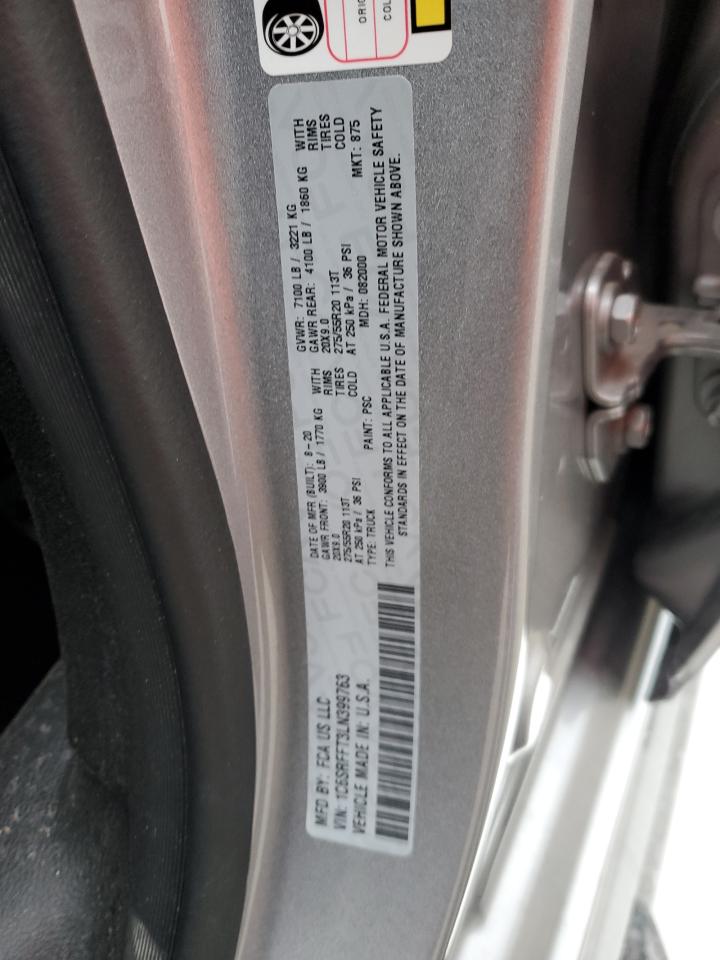 ORIG
COL
MFD BY: FCA US LLC
VIN: 1C6SRFFT3LN399763
VEHICLE MADE IN: U.S.A.
DATE OF MFR (BUILT): 8-20
GAWR FRONT: 3900 LB / 1770 KG WITH
20X9.0 RIMS
275/55R20 113T TIRES
AT 250 kPa / 36 PSI COLD
TYPE: TRUCK PAINT: PSC
GVWR: 7100 LB / 3221 KG
GAWR REAR: 4100 LB / 1860 KG WITH
20X9.0 RIMS
275/55R20 113T TIRES
AT 250 kPa / 36 PSI COLD
MDH: 082000 MKT: 875
THIS VEHICLE CONFORMS TO ALL APPLICABLE U.S.A. FEDERAL MOTOR VEHICLE SAFETY
STANDARDS IN EFFECT ON THE DATE OF MANUFACTURE SHOWN ABOVE.